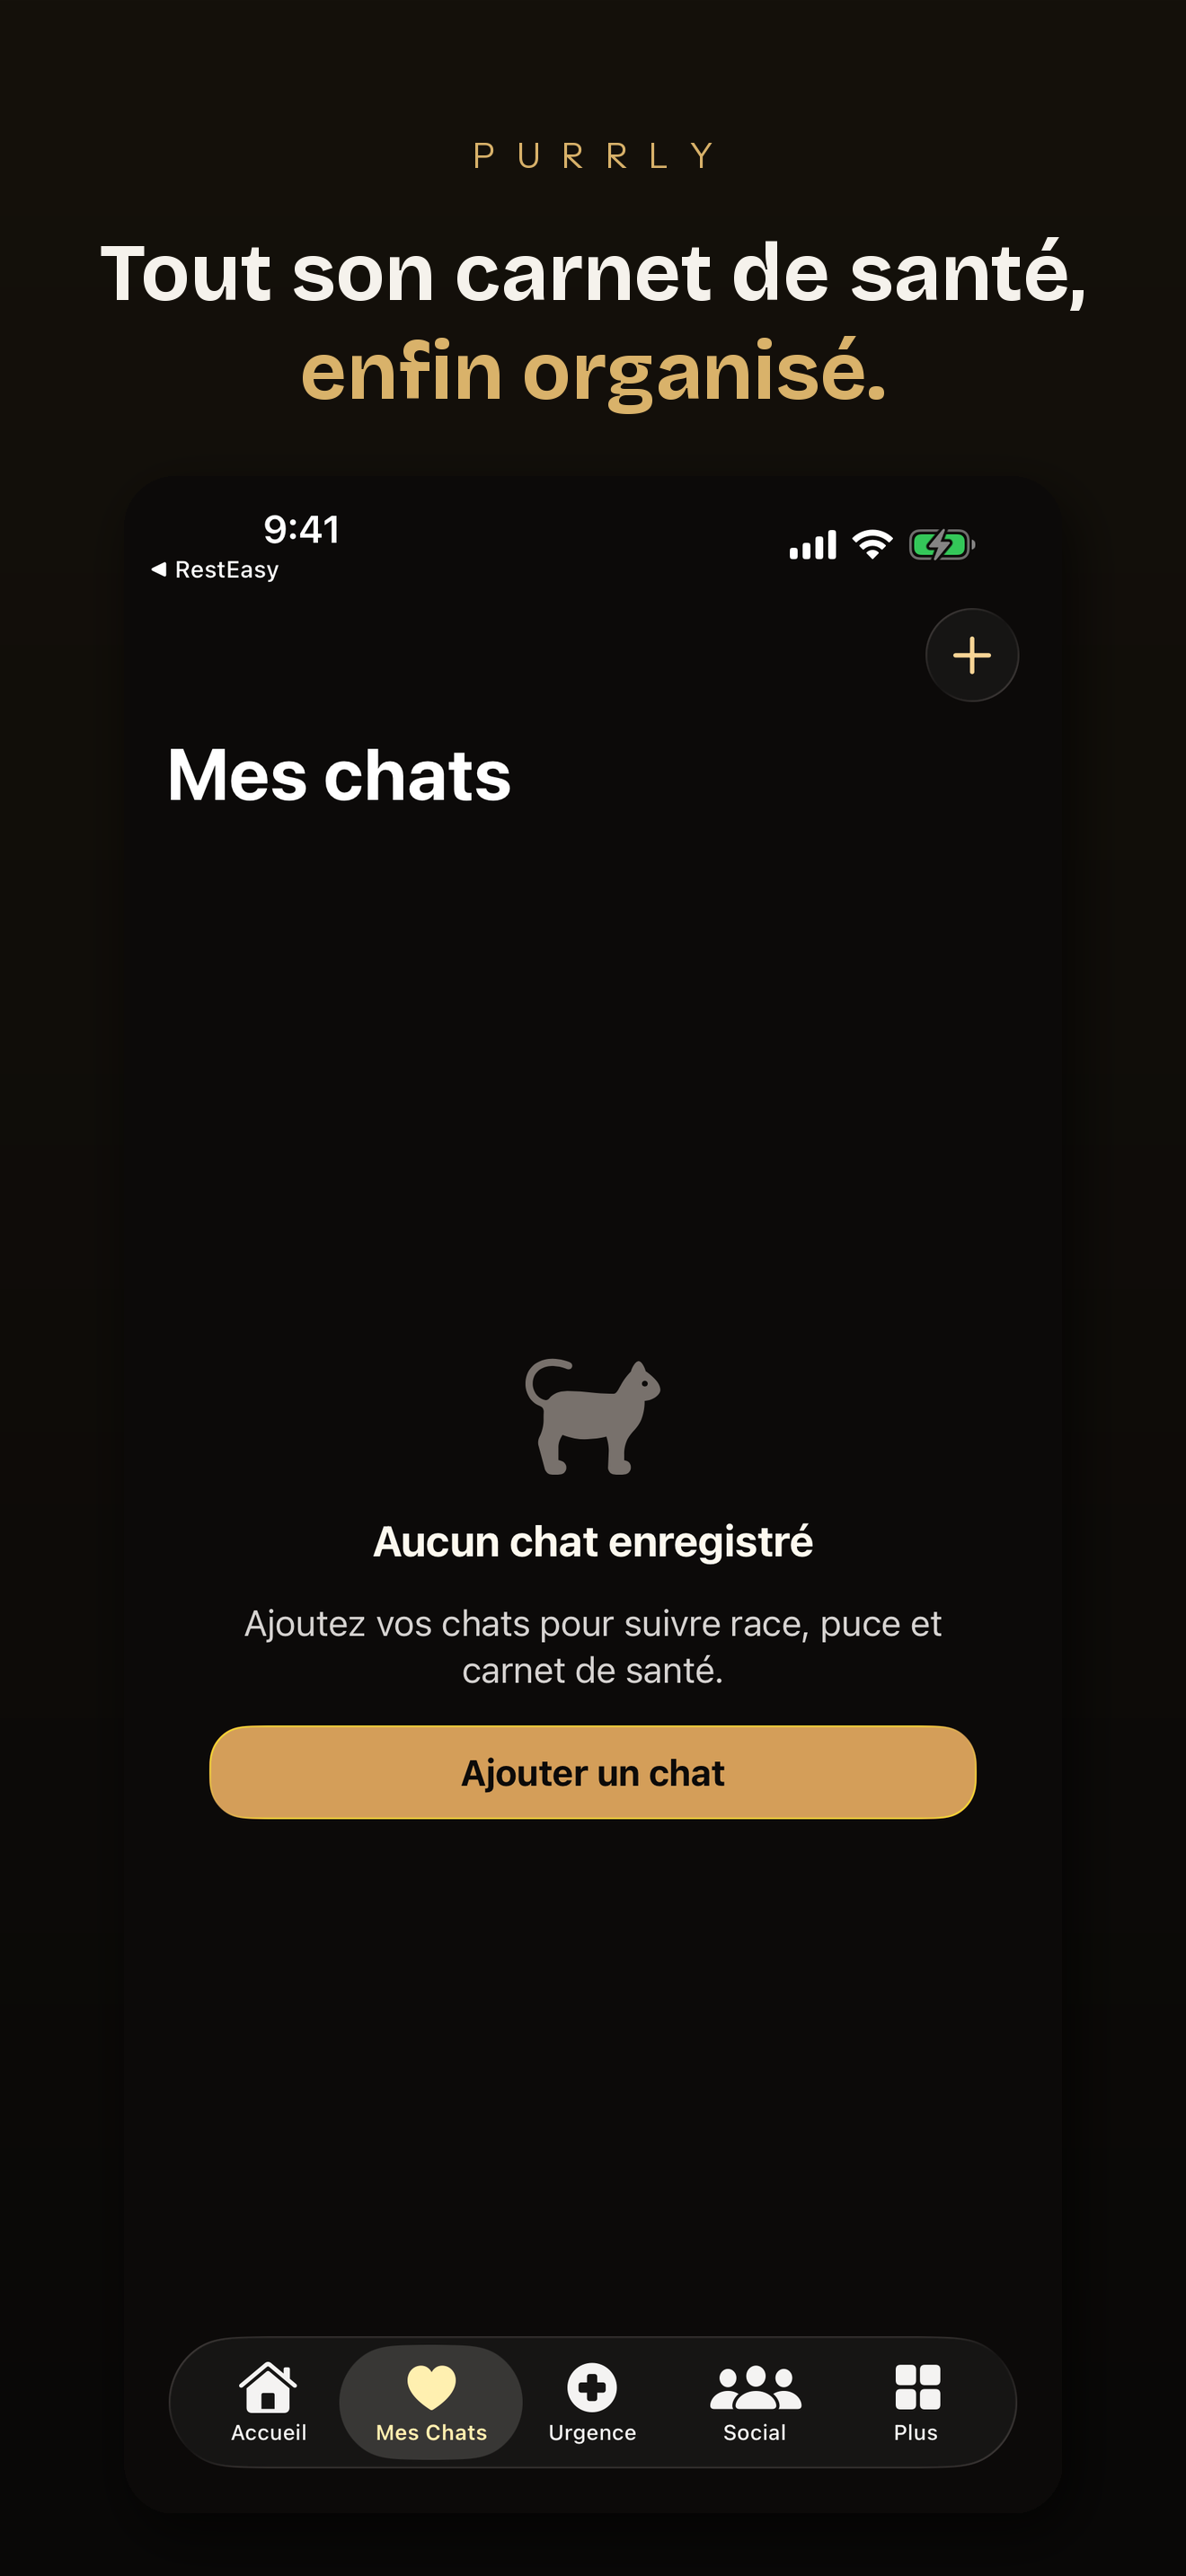 PURRLY
Tout son carnet de santé,
enfin organisé.
9:41
◀ RestEasy
Mes chats
Aucun chat enregistré
Ajoutez vos chats pour suivre race, puce et
carnet de santé.
Ajouter un chat
Accueil Mes Chats Urgence Social Plus